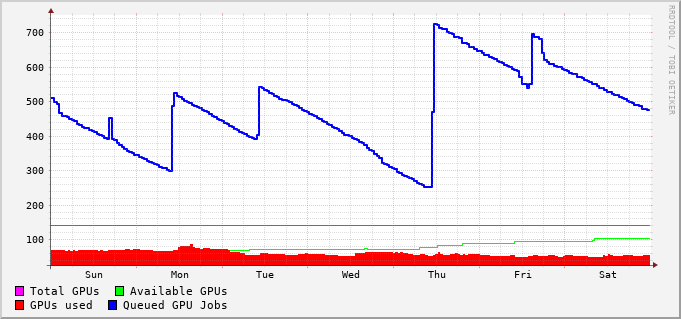 RRDTOOL / TOBI OETIKER
700
600
500
400
300
200
100
Sun Mon Tue Wed Thu Fri Sat
Total GPUs Available GPUs
GPUs used Queued GPU Jobs